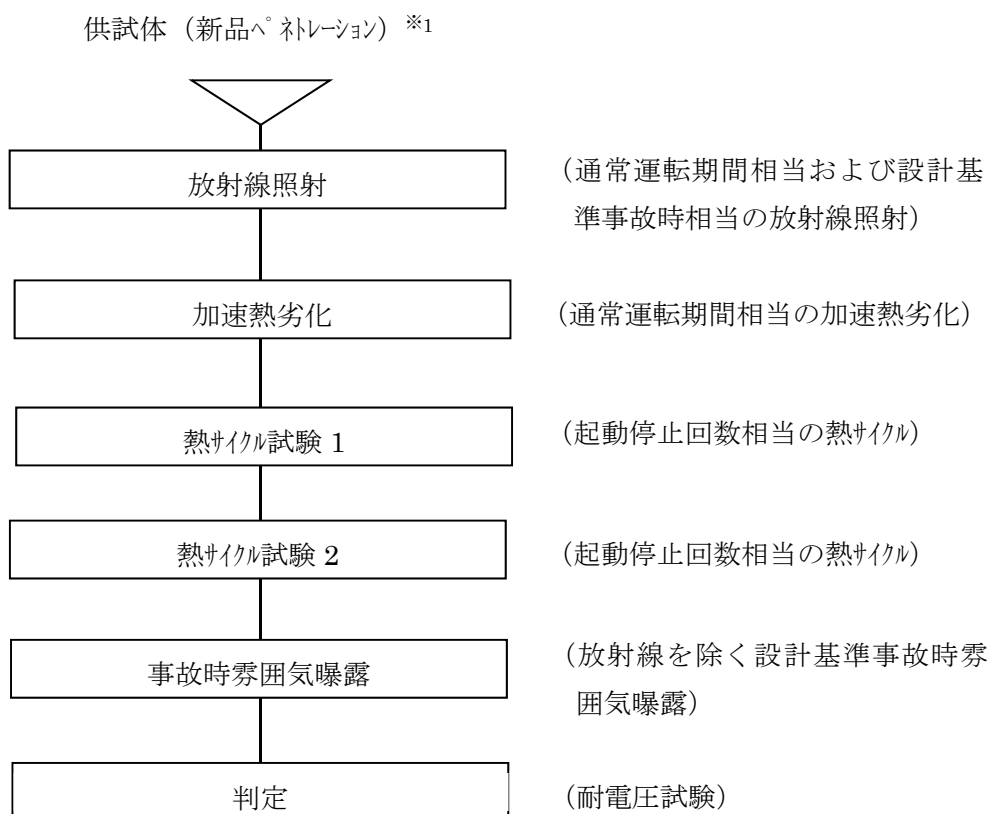 供試体（新品ﾍﾟﾈﾄﾚｰｼｮﾝ）※1
放射線照射
（通常運転期間相当および設計基
準事故時相当の放射線照射）
加速熱劣化
（通常運転期間相当の加速熱劣化）
熱ｻｲｸﾙ試験 1
（起動停止回数相当の熱ｻｲｸﾙ）
熱ｻｲｸﾙ試験 2
（起動停止回数相当の熱ｻｲｸﾙ）
事故時雰囲気曝露
（放射線を除く設計基準事故時雰
囲気曝露）
判定
（耐電圧試験）